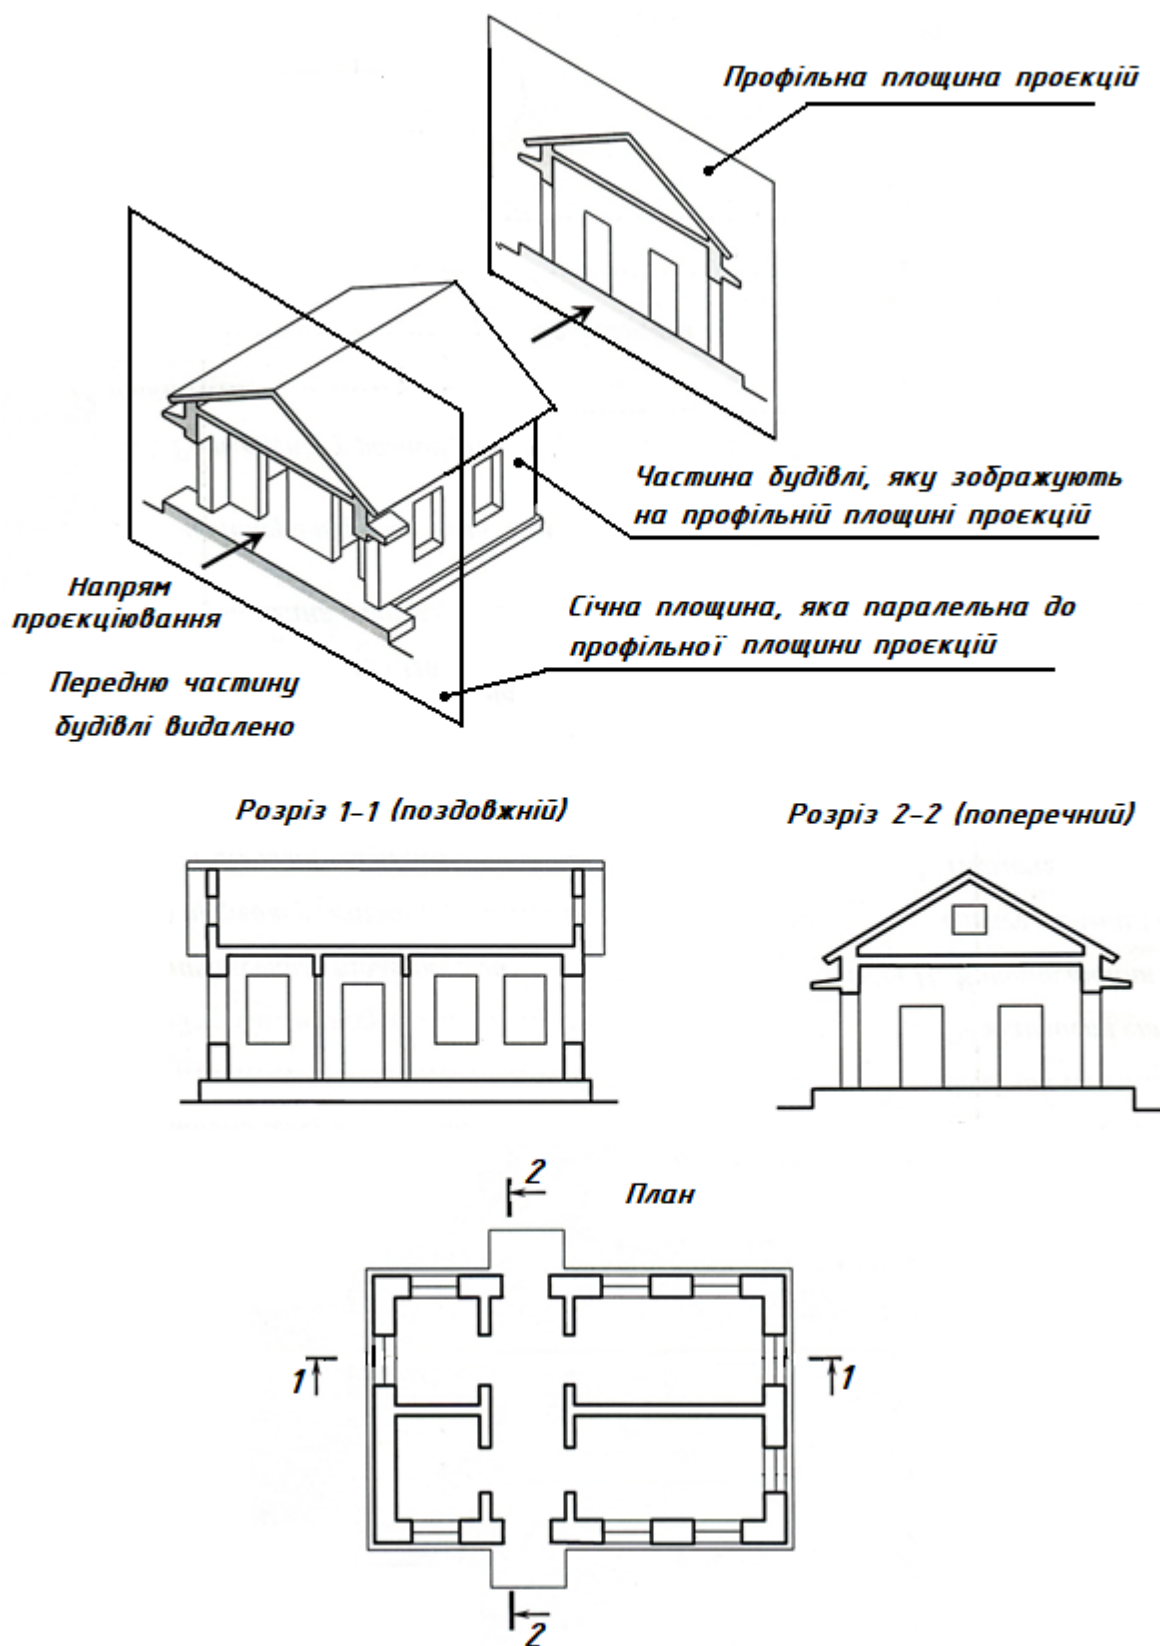 Профільна площина проєкцій
Частина будівлі, яку зображують
на профільній площині проєкцій
Напрям
проєкціювання
Січна площина, яка паралельна до
профільної площини проєкцій
Передню частину
будівлі видалено
Розріз 1-1 (поздовжній)
Розріз 2-2 (поперечний)
2
План
1
1
2